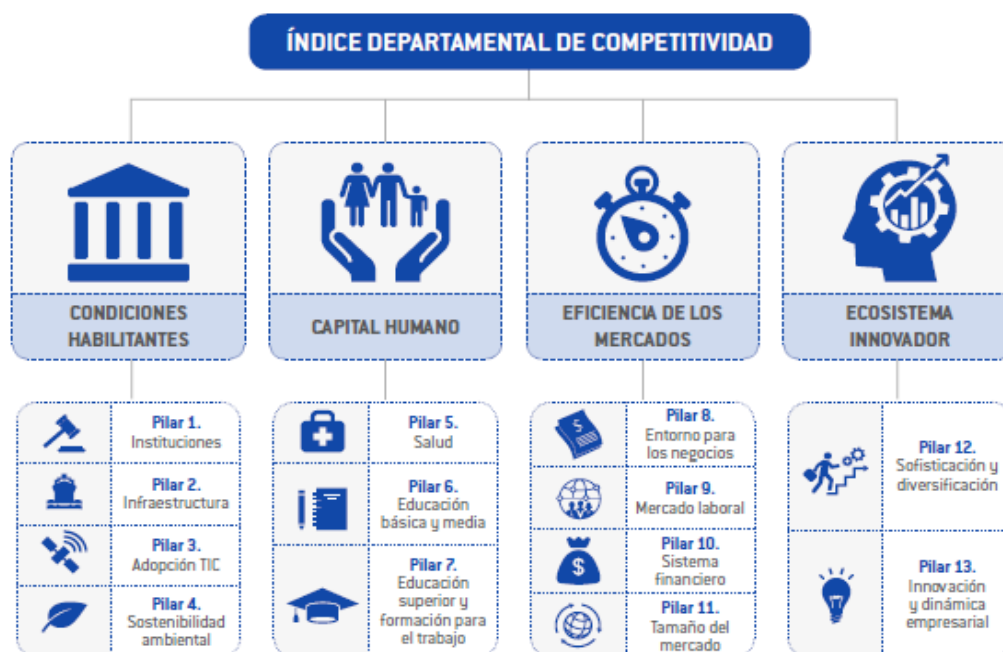 ÍNDICE DEPARTAMENTAL DE COMPETITIVIDAD
CONDICIONES
HABILITANTES
Pilar 1.
Instituciones
Pilar 2.
Infraestructura
Pilar 3.
Adopción TIC
Pilar 4.
Sostenibilidad
ambiental
CAPITAL HUMANO
Pilar 5.
Salud
Pilar 6.
Educación
básica y media
Pilar 7.
Educación
superior y
formación para
el trabajo
EFICIENCIA DE LOS
MERCADOS
Pilar 8.
Entorno para
los negocios
Pilar 9.
Mercado laboral
Pilar 10.
Sistema
financiero
Pilar 11.
Tamaño del
mercado
ECOSISTEMA
INNOVADOR
Pilar 12.
Sofisticación y
diversificación
Pilar 13.
Innovación
y dinámica
empresarial